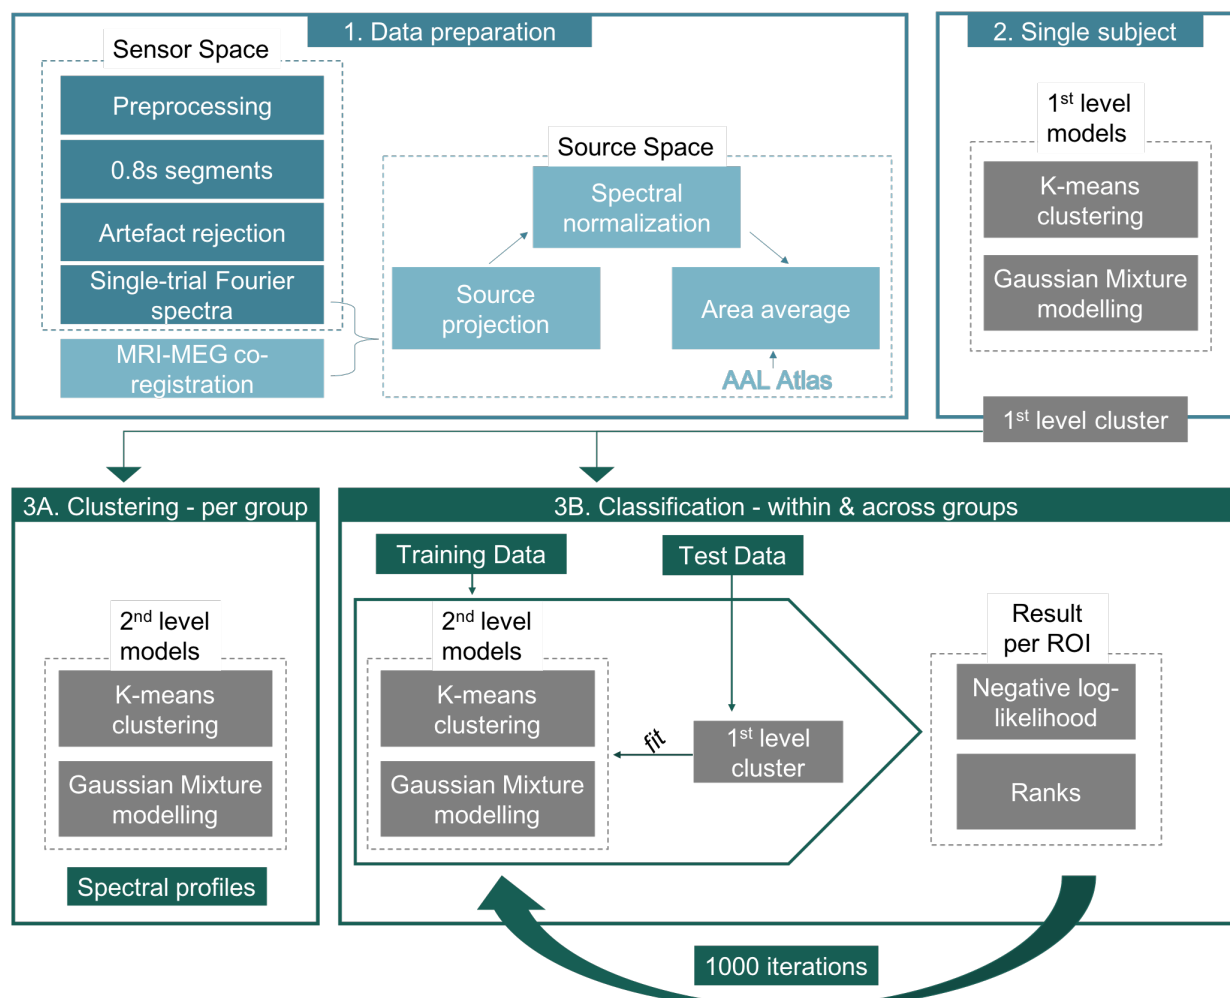 1. Data preparation
Sensor Space
Preprocessing
0.8s segments
Artefact rejection
Single-trial Fourier
spectra
MRI-MEG co-
registration
Source Space
Spectral
normalization
Source
projection
Area average
AAL Atlas
2. Single subject
1st level
models
K-means
clustering
Gaussian Mixture
modelling
1st level cluster
3A. Clustering - per group
2nd level
models
K-means
clustering
Gaussian Mixture
modelling
Spectral profiles
3B. Classification - within & across groups
Training Data
Test Data
2nd level
models
K-means
clustering
Gaussian Mixture
modelling
fit
1st level
cluster
Result
per ROI
Negative log-
likelihood
Ranks
1000 iterations